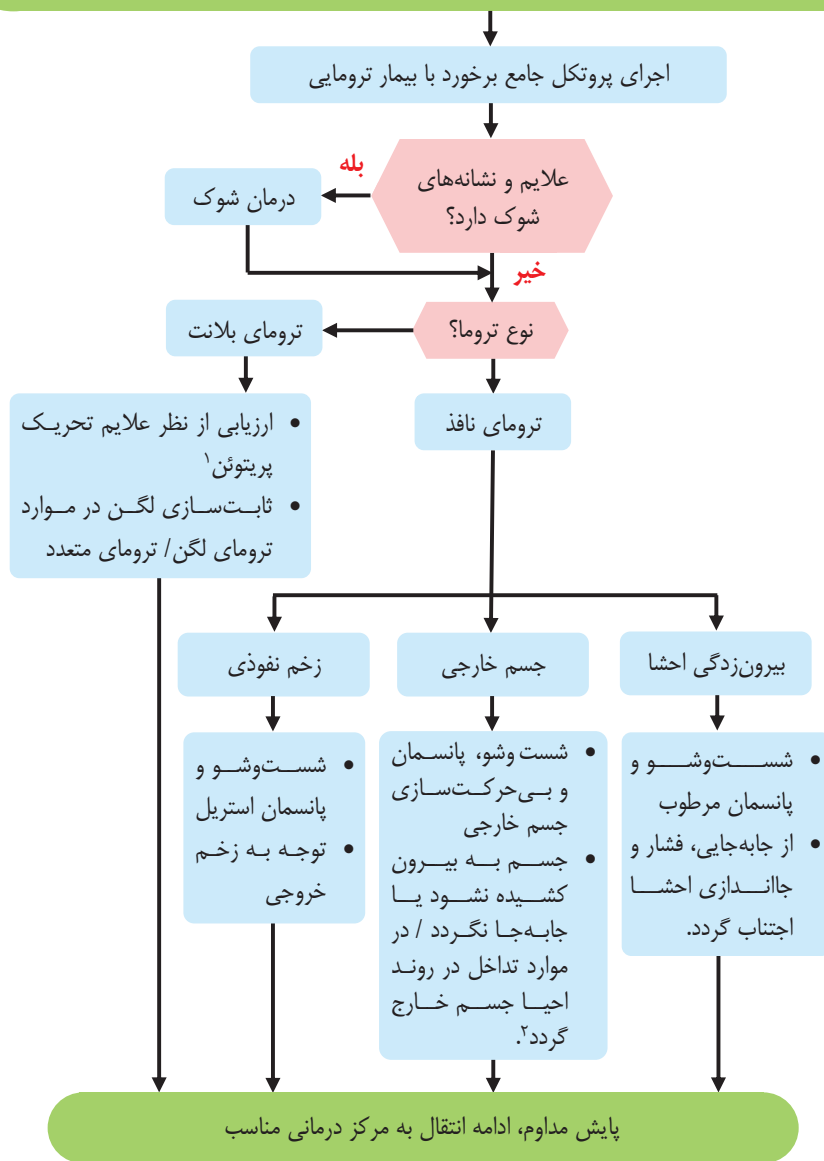 اجرای پروتکل جامع برخورد با بیمار ترومایی
علایم و نشانه‌های
شوک دارد؟
بله
درمان شوک
خیر
نوع تروما؟
ترومای بلانت
• ارزیابی از نظر علایم تحریک
پریتوئن۱
• ثابت‌سازی لگن در موارد
ترومای لگن/ ترومای متعدد
ترومای نافذ
بیرون‌زدگی احشا
جسم خارجی
زخم نفوذی
• شست‌وشو و
پانسمان مرطوب
• از جابه‌جایی، فشار و
جااندازی احشا
اجتناب گردد.
• شست وشو، پانسمان
و بی‌حرکت‌سازی
جسم خارجی
• جسم به بیرون
کشیده نشود یا
جابه‌جا نگردد / در
موارد تداخل در روند
احیا جسم خارج
گردد۲.
• شست‌وشو و
پانسمان استریل
• توجه به زخم
خروجی
پایش مداوم، ادامه انتقال به مرکز درمانی مناسب